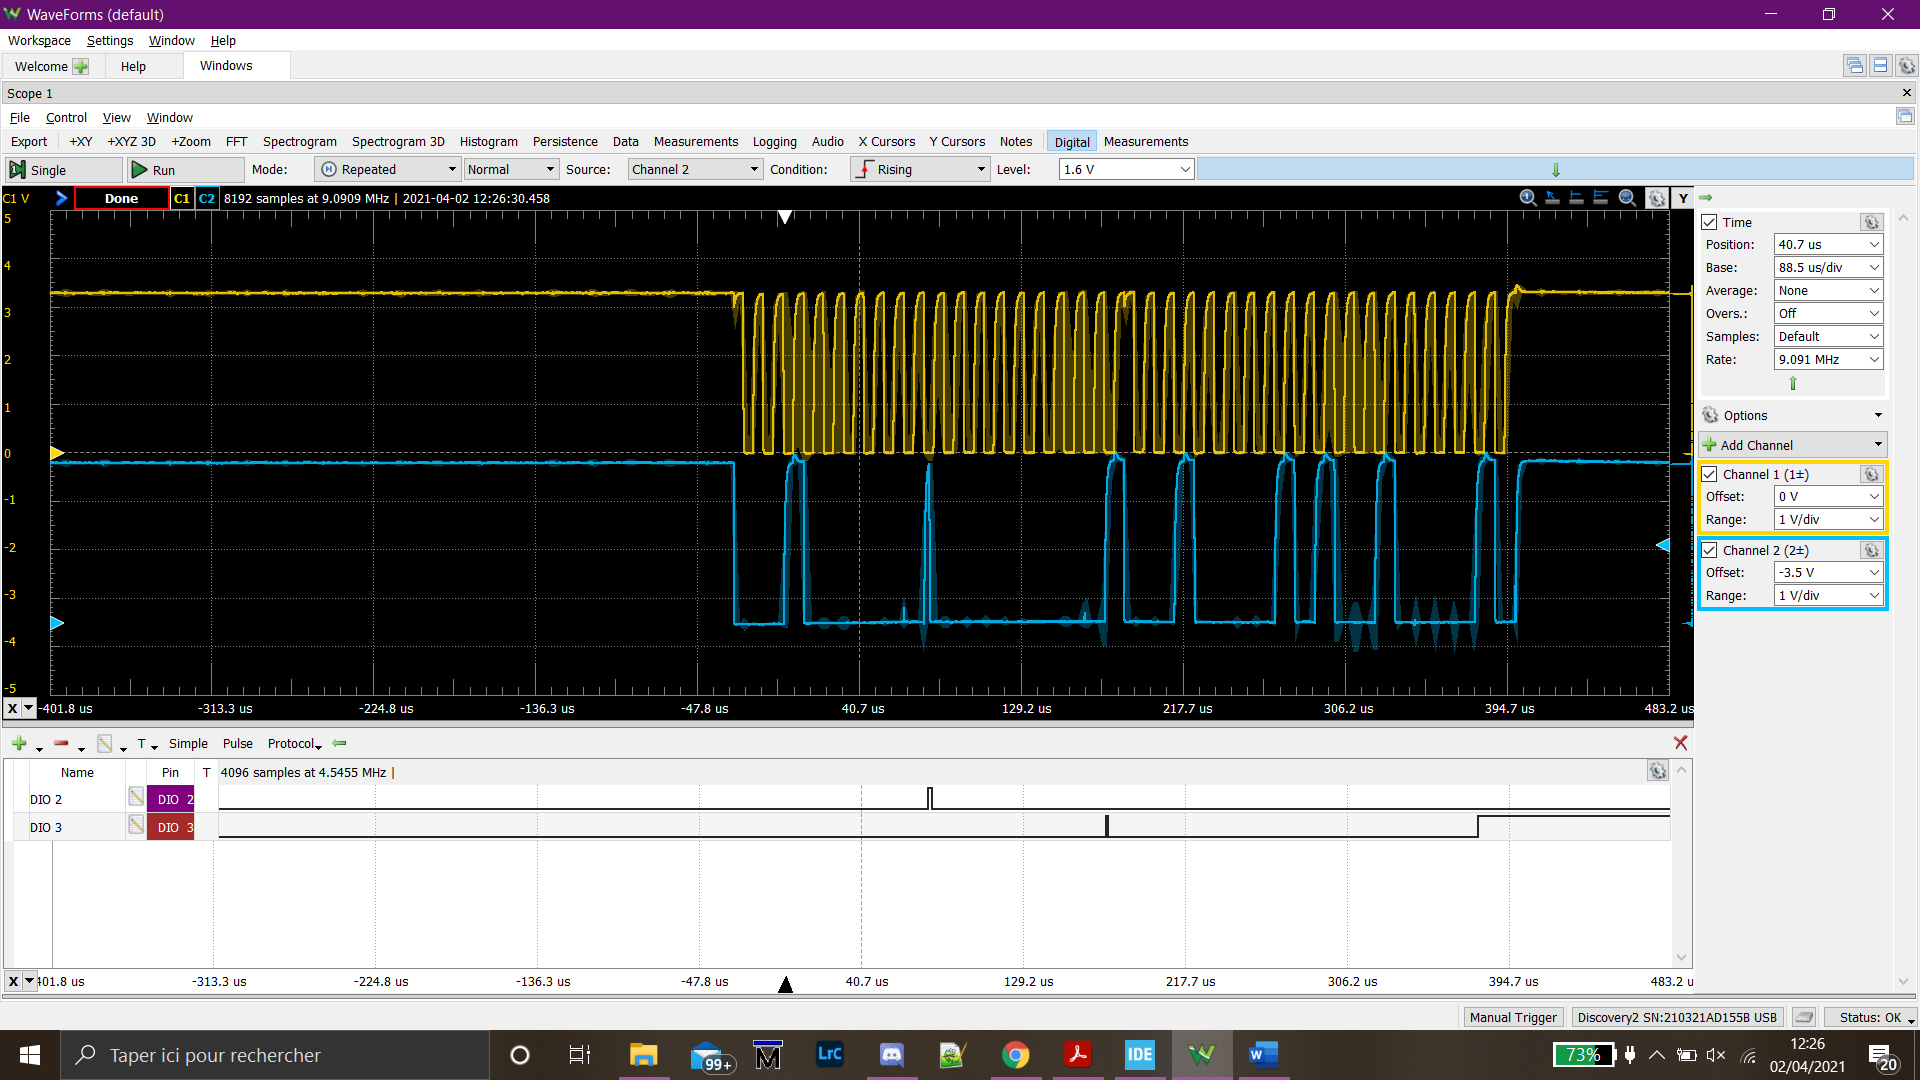 WaveForms (default)
Workspace Settings Window Help
Welcome Help Windows
Scope 1
File Control View Window
Export +XY +XYZ 3D +Zoom FFT Spectrogram Spectrogram 3D Histogram Persistence Data Measurements Logging Audio X Cursors Y Cursors Notes Digital Measurements
Single Run Mode: Repeated Normal Source: Channel 2 Condition: Rising Level: 1.6 V
C1 V Done C1 C2 8192 samples at 9.0909 MHz | 2021-04-02 12:26:30.458 Y
5
4
3
2
1
0
-1
-2
-3
-4
-5
X -401.8 us -313.3 us -224.8 us -136.3 us -47.8 us 40.7 us 129.2 us 217.7 us 306.2 us 394.7 us 483.2 us
Time
Position: 40.7 us
Base: 88.5 us/div
Average: None
Overs.: Off
Samples: Default
Rate: 9.091 MHz
Options
Add Channel
Channel 1 (1±)
Offset: 0 V
Range: 1 V/div
Channel 2 (2±)
Offset: -3.5 V
Range: 1 V/div
T Simple Pulse Protocol
Name Pin T 4096 samples at 4.5455 MHz |
DIO 2 DIO 2
DIO 3 DIO 3
X 401.8 us -313.3 us -224.8 us -136.3 us -47.8 us 40.7 us 129.2 us 217.7 us 306.2 us 394.7 us 483.2 u
Manual Trigger Discovery2 SN:210321AD155B USB Status: OK
Taper ici pour rechercher 99+ M LrC IDE W 73% 12:26
02/04/2021 20